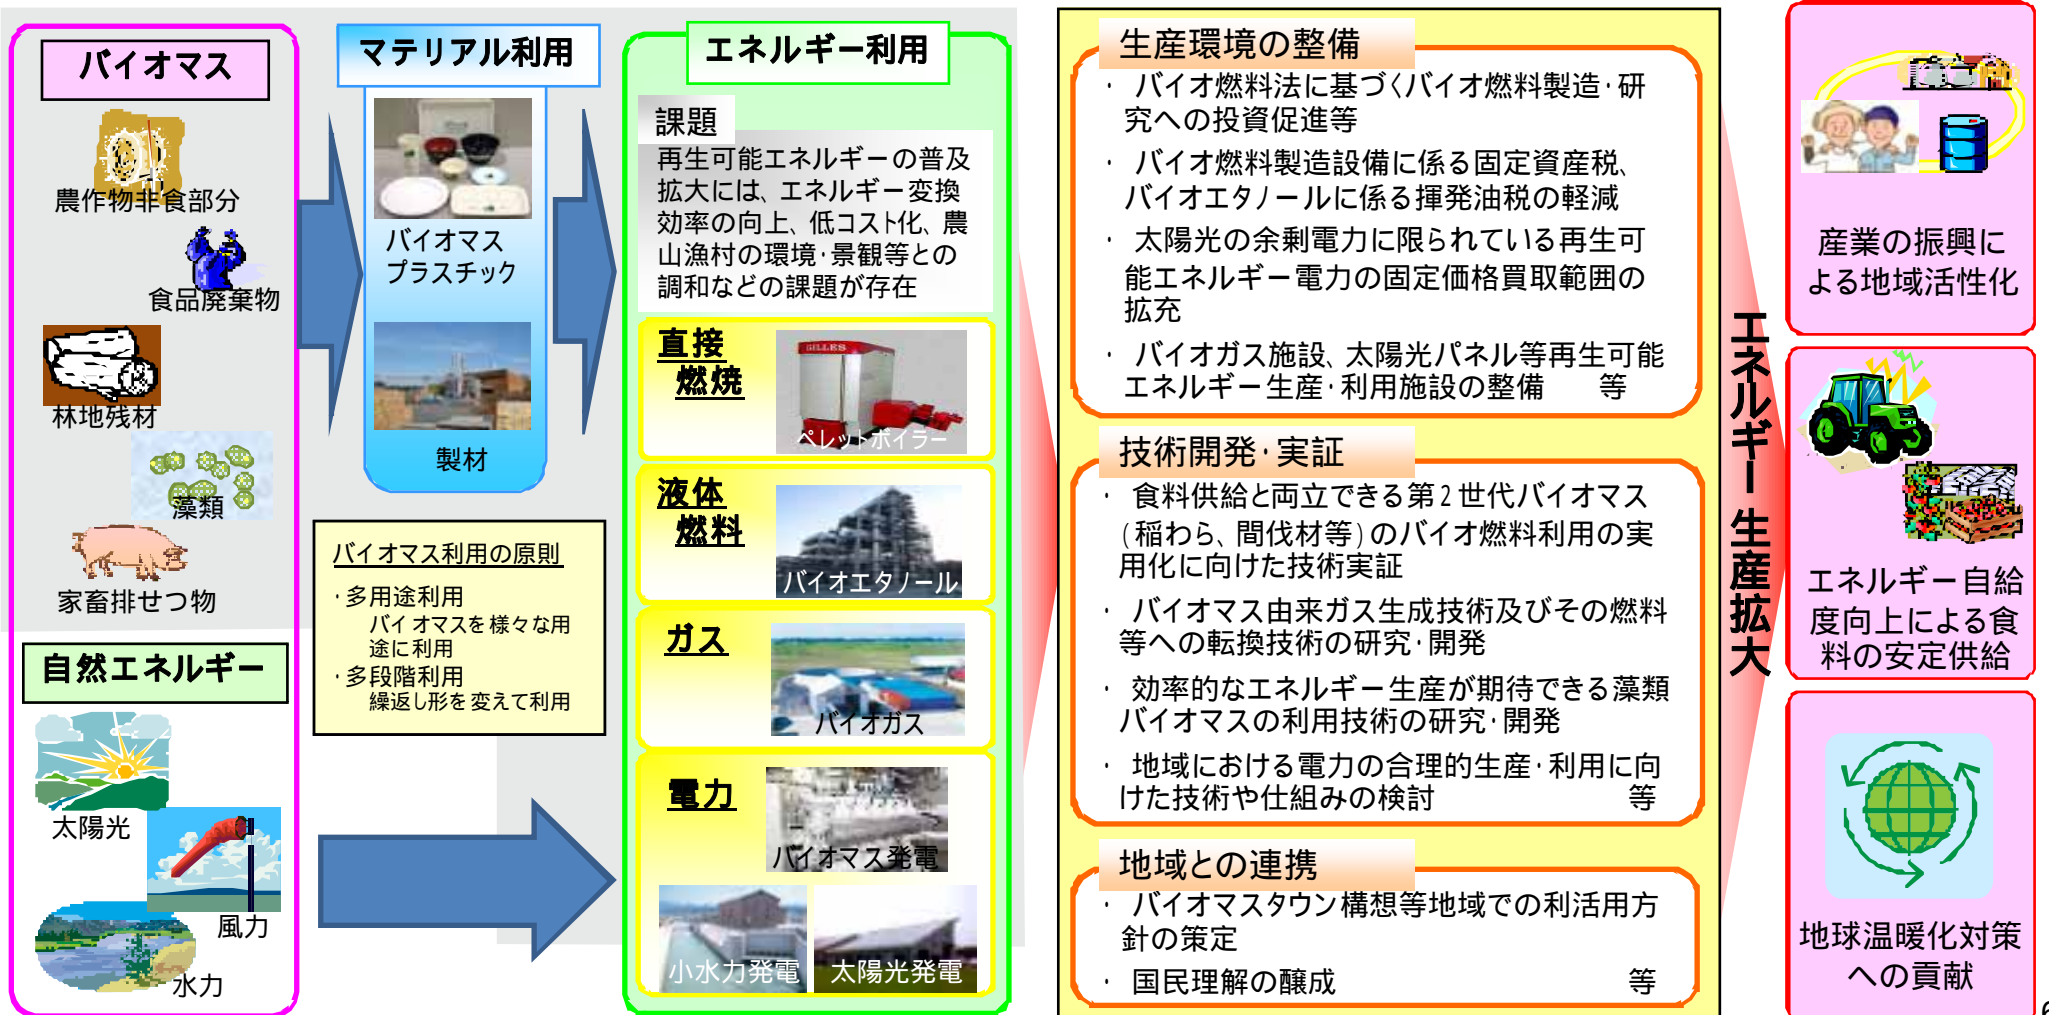 バイオマス
農作物非食部分
食品廃棄物
林地残材
藻類
家畜排せつ物
自然エネルギー
太陽光
風力
水力
マテリアル利用
バイオマス
プラスチック
製材
バイオマス利用の原則
・多用途利用
バイオマスを様々な用
途に利用
・多段階利用
繰返し形を変えて利用
エネルギー利用
課題
再生可能エネルギーの普及
拡大には、エネルギー変換
効率の向上、低コスト化、農
山漁村の環境・景観等との
調和などの課題が存在
直接
燃焼
GILLES
ペレットボイラー
液体
燃料
バイオエタノール
ガス
バイオガス
電力
バイオマス発電
小水力発電
太陽光発電
生産環境の整備
・ バイオ燃料法に基づくバイオ燃料製造・研
究への投資促進等
・ バイオ燃料製造設備に係る固定資産税、
バイオエタノールに係る揮発油税の軽減
・ 太陽光の余剰電力に限られている再生可
能エネルギー電力の固定価格買取範囲の
拡充
・ バイオガス施設、太陽光パネル等再生可能
エネルギー生産・利用施設の整備 等
技術開発・実証
・ 食料供給と両立できる第2世代バイオマス
(稲わら、間伐材等)のバイオ燃料利用の実
用化に向けた技術実証
・ バイオマス由来ガス生成技術及びその燃料
等への転換技術の研究・開発
・ 効率的なエネルギー生産が期待できる藻類
バイオマスの利用技術の研究・開発
・ 地域における電力の合理的生産・利用に向
けた技術や仕組みの検討 等
地域との連携
・ バイオマスタウン構想等地域での利活用方
針の策定
・ 国民理解の醸成 等
エネルギー生産拡大
産業の振興に
よる地域活性化
エネルギー自給
度向上による食
料の安定供給
地球温暖化対策
への貢献